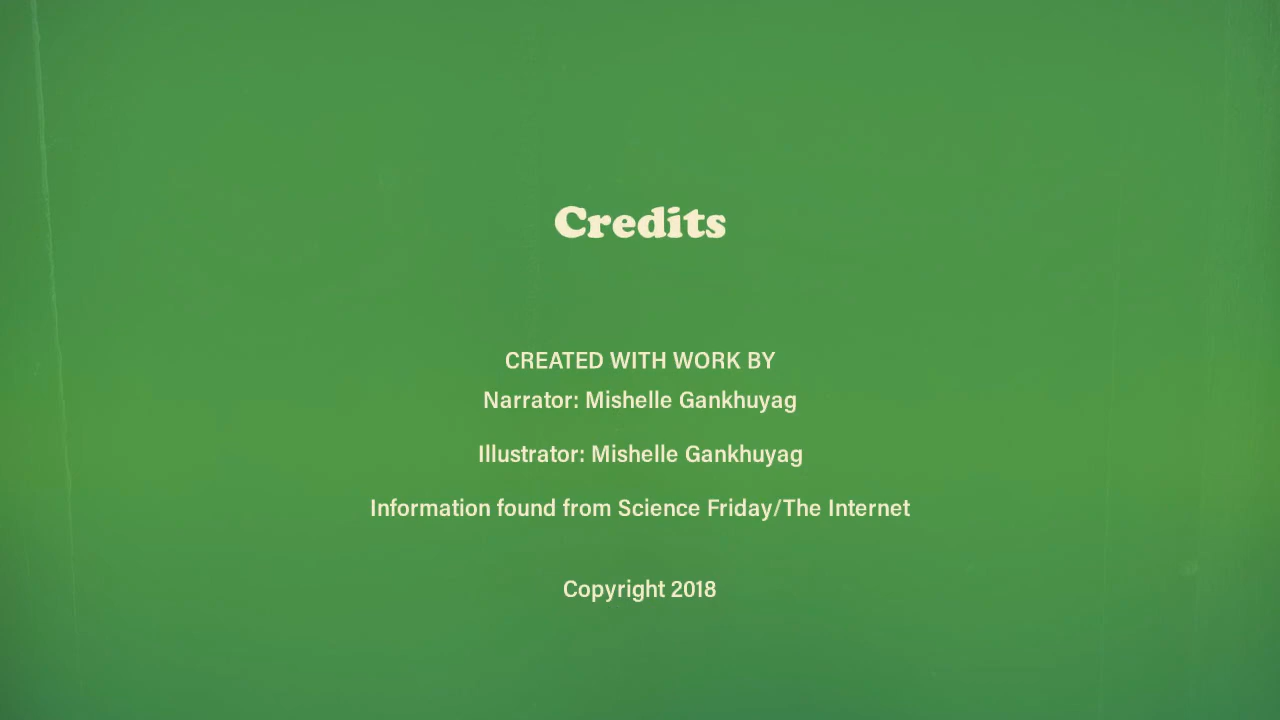 Credits
CREATED WITH WORK BY
Narrator: Mishelle Gankhuyag
Illustrator: Mishelle Gankhuyag
Information found from Science Friday/The Internet
Copyright 2018